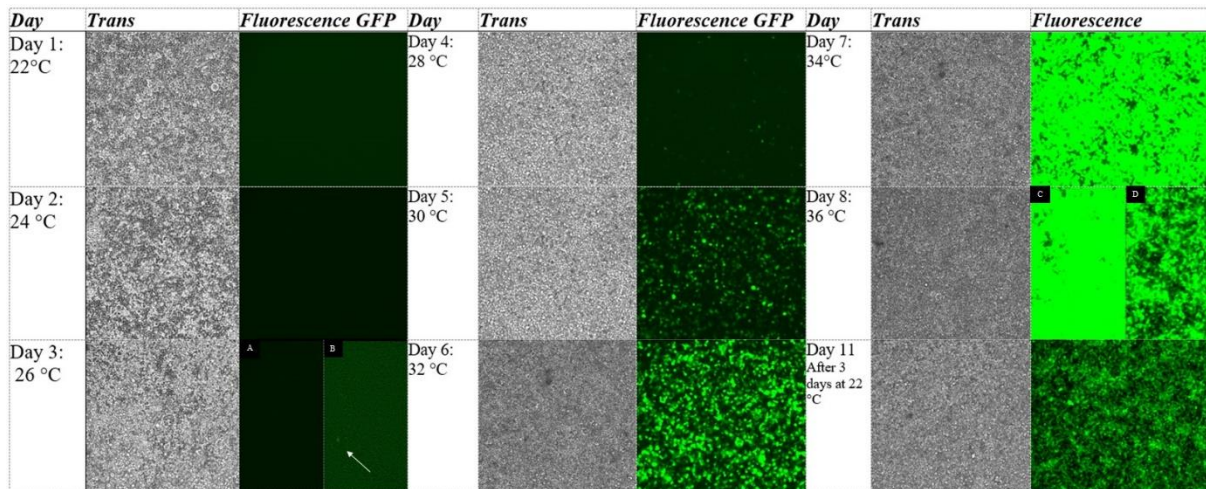 Day Trans Fluorescence GFP Day Trans Fluorescence GFP Day Trans Fluorescence
Day 1:
22°C
Day 4:
28 °C
Day 7:
34°C
Day 2:
24 °C
Day 5:
30 °C
Day 8:
36 °C
C
D
Day 3:
26 °C
A
B
Day 6:
32 °C
Day 11
After 3
days at 22
°C